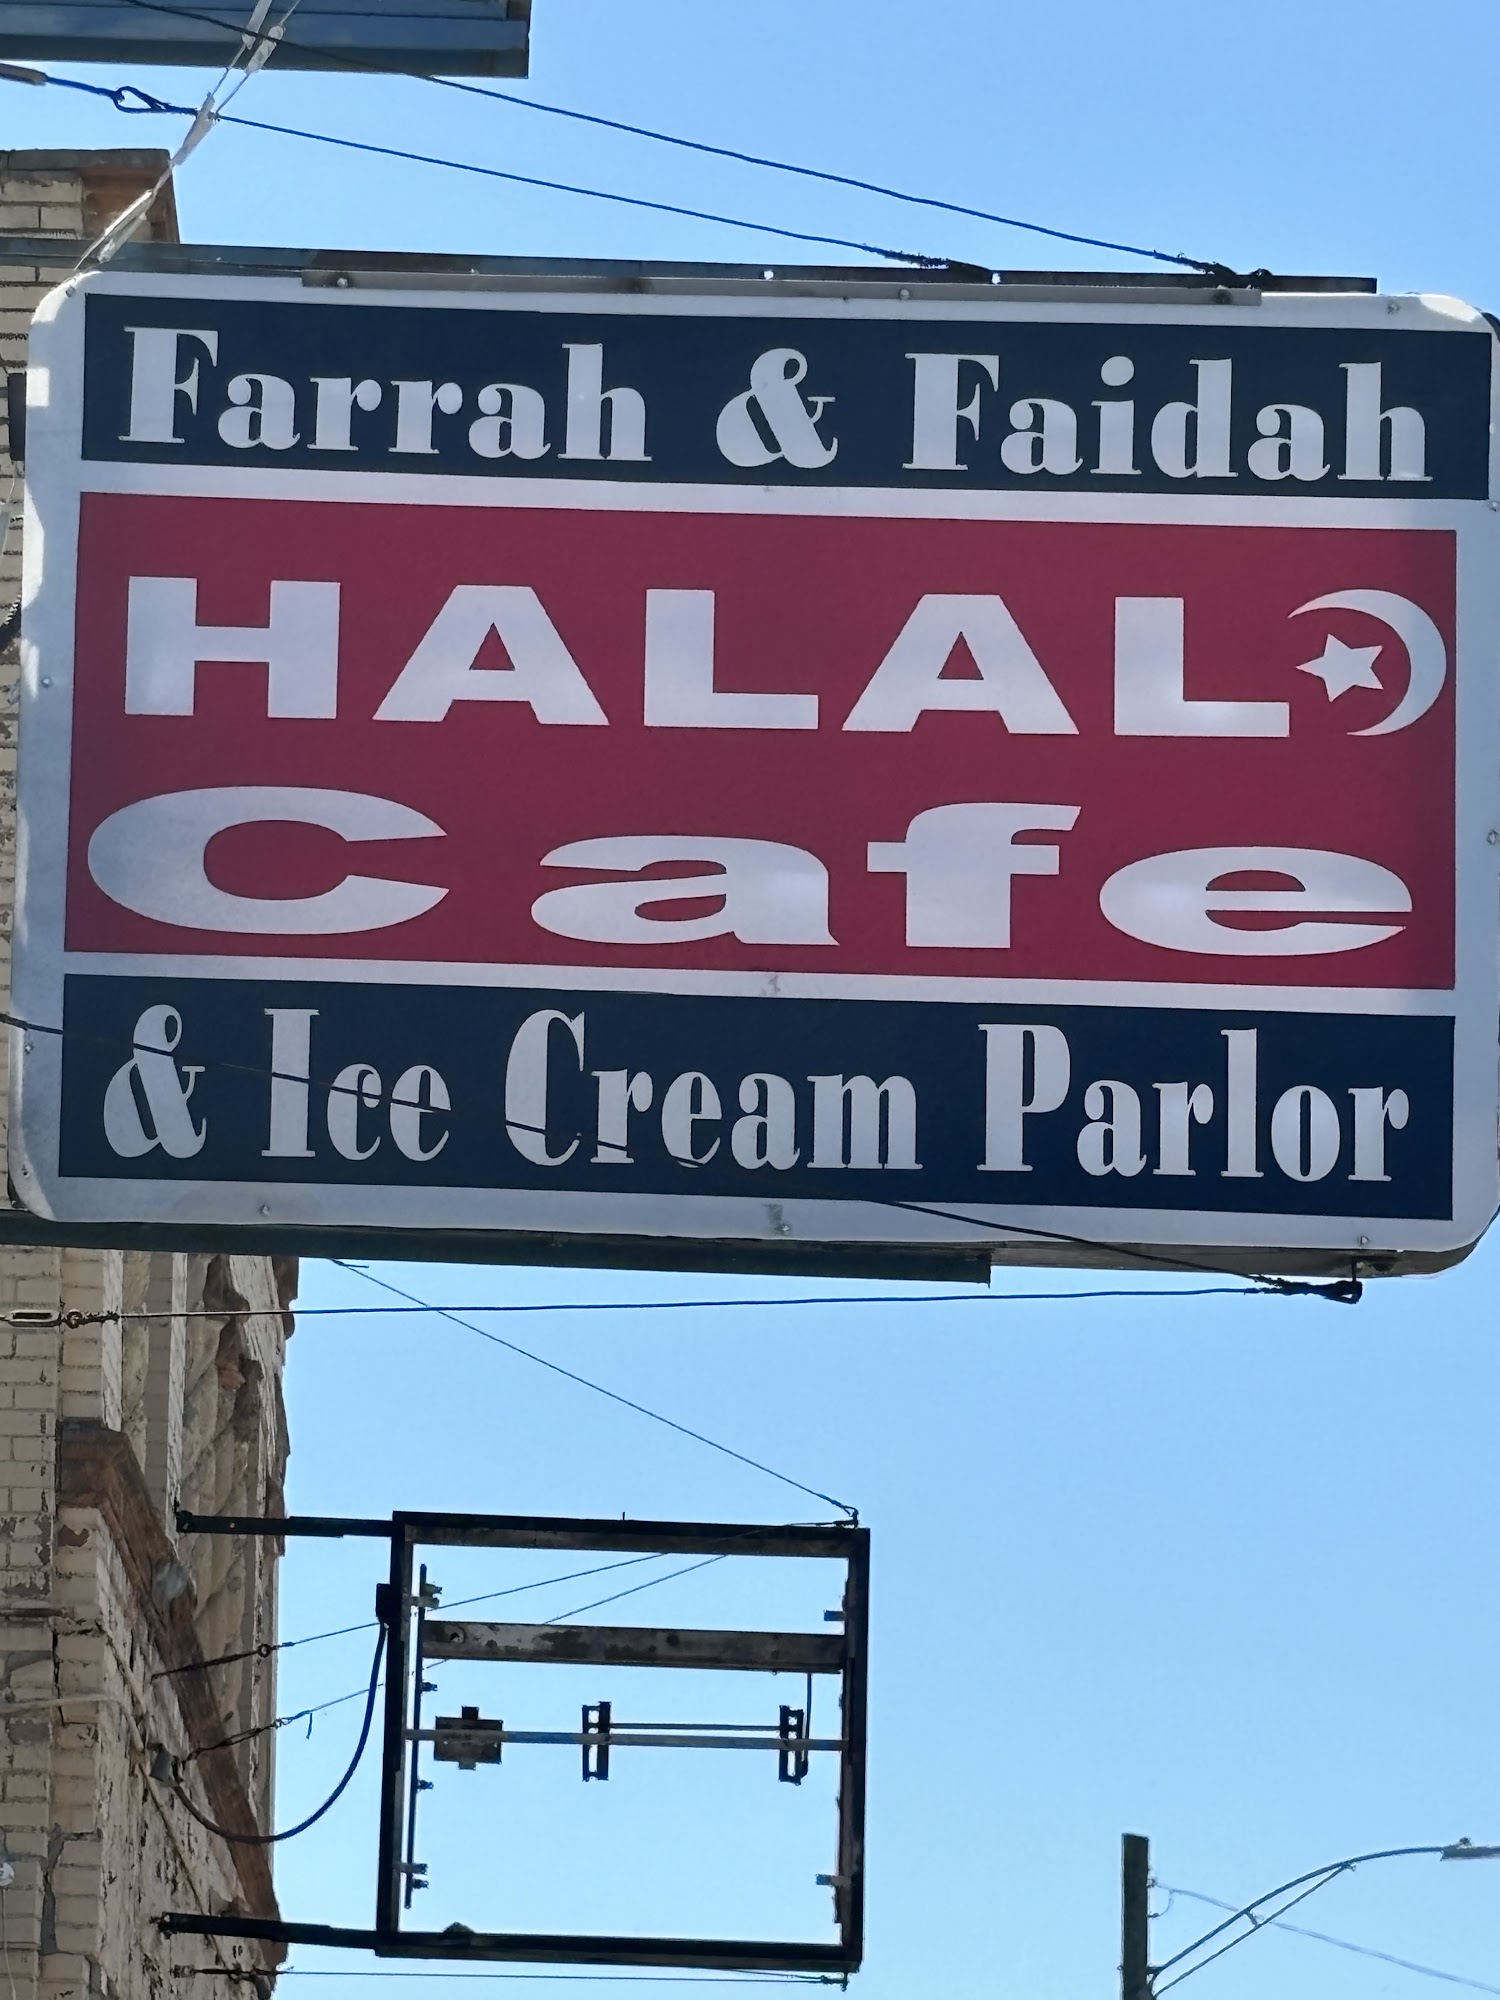 Farrah & Faidah
HALAL
Cafe
& Ice Cream Parlor